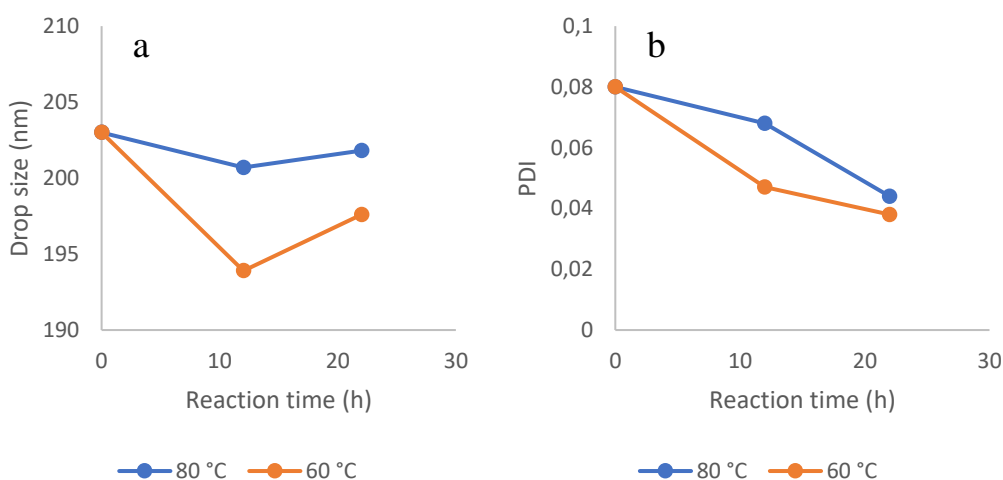 a
210
205
200
195
190
Drop size (nm)
0
10
20
30
Reaction time (h)
80 °C
60 °C
b
0,1
0,08
0,06
0,04
0,02
0
PDI
0
10
20
30
Reaction time (h)
80 °C
60 °C